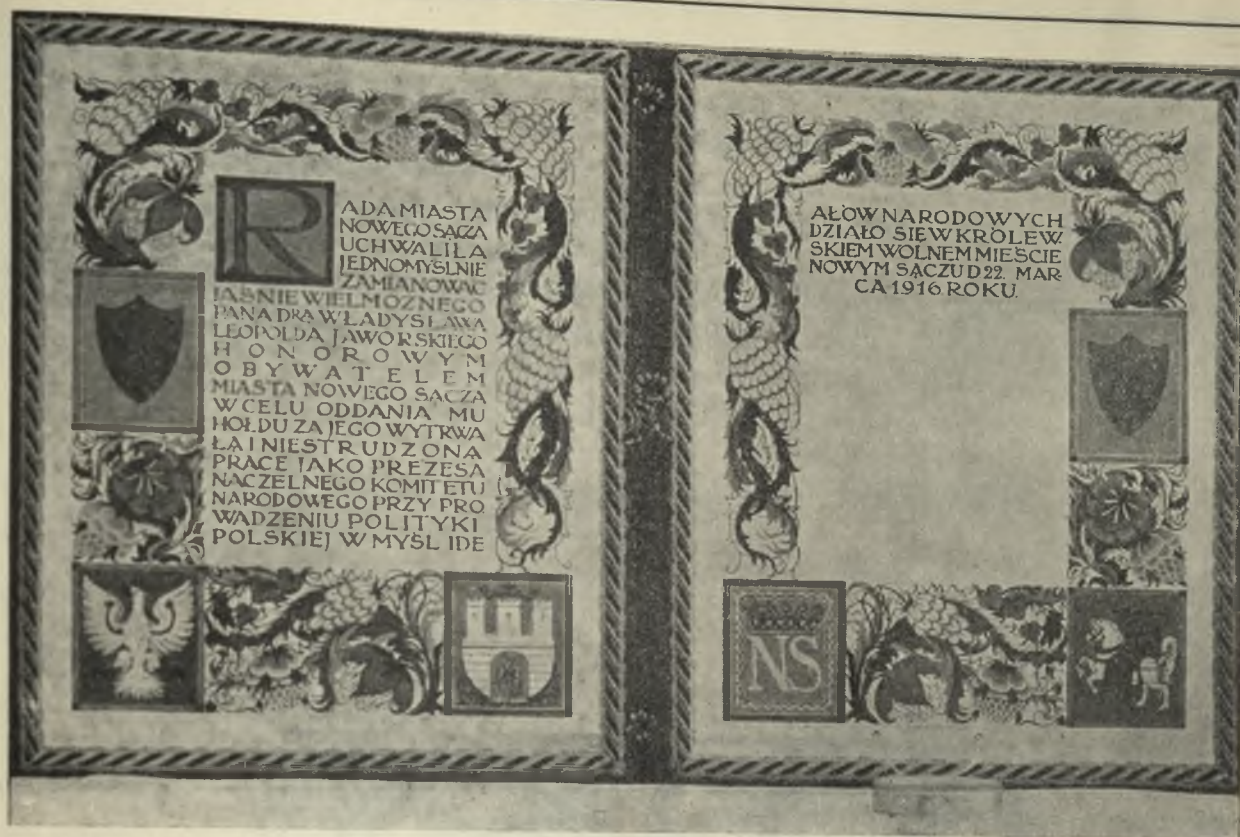 RADA MIASTA
NOWEGO SĄCZA
UCHWALIŁA
JEDNOMYŚLNIE
ZAMIANOWAĆ
JAŚNIE WIELMOŻNEGO
PANA DRA WŁADYSŁAWA
LEOPOLDA JAWORSKIEGO
HONOROWYM
OBYWATELEM
MIASTA NOWEGO SĄCZA
W CELU ODDANIA MU
HOŁDU ZA JEGO WYTRWA
ŁĄ I NIESTRUDZONĄ
PRACĘ JAKO PREZESA
NACZELNEGO KOMITETU
NARODOWEGO PRZY PRO
WADZENIU POLITYKI
POLSKIEJ W MYŚL IDE
AŁÓW NARODOWYCH
DZIAŁO SIĘ W KRÓLEW
SKIEM WOLNEM MIEŚCIE
NOWYM SĄCZU D 22. MAR
CA 1916 ROKU.
NS